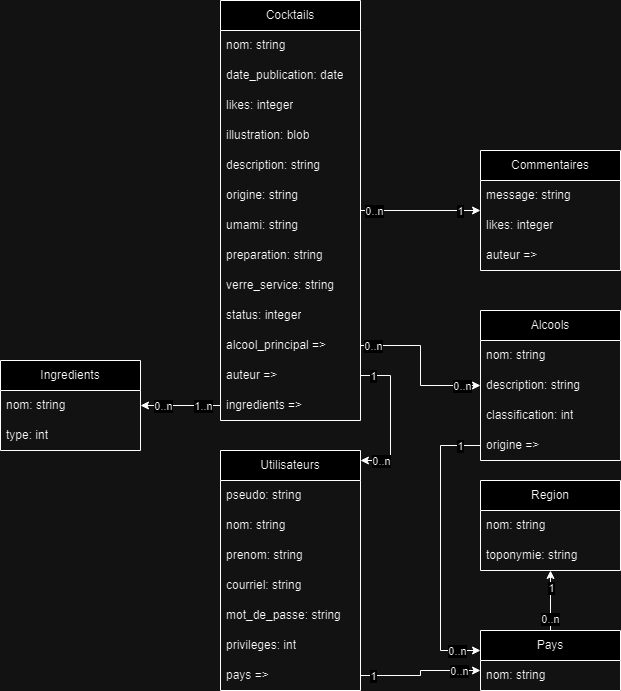 Cocktails
nom: string
date_publication: date
likes: integer
illustration: blob
description: string
origine: string
umami: string
preparation: string
verre_service: string
status: integer
alcool_principal =>
auteur =>
ingredients =>
0..n
1
Commentaires
message: string
likes: integer
auteur =>
0..n
0..n
Alcools
nom: string
description: string
classification: int
origine =>
1
0..n
Ingredients
nom: string
type: int
0..n
1..n
1
0..n
Utilisateurs
pseudo: string
nom: string
prenom: string
courriel: string
mot_de_passe: string
privileges: int
pays =>
1
0..n
Region
nom: string
toponymie: string
1
0..n
Pays
nom: string